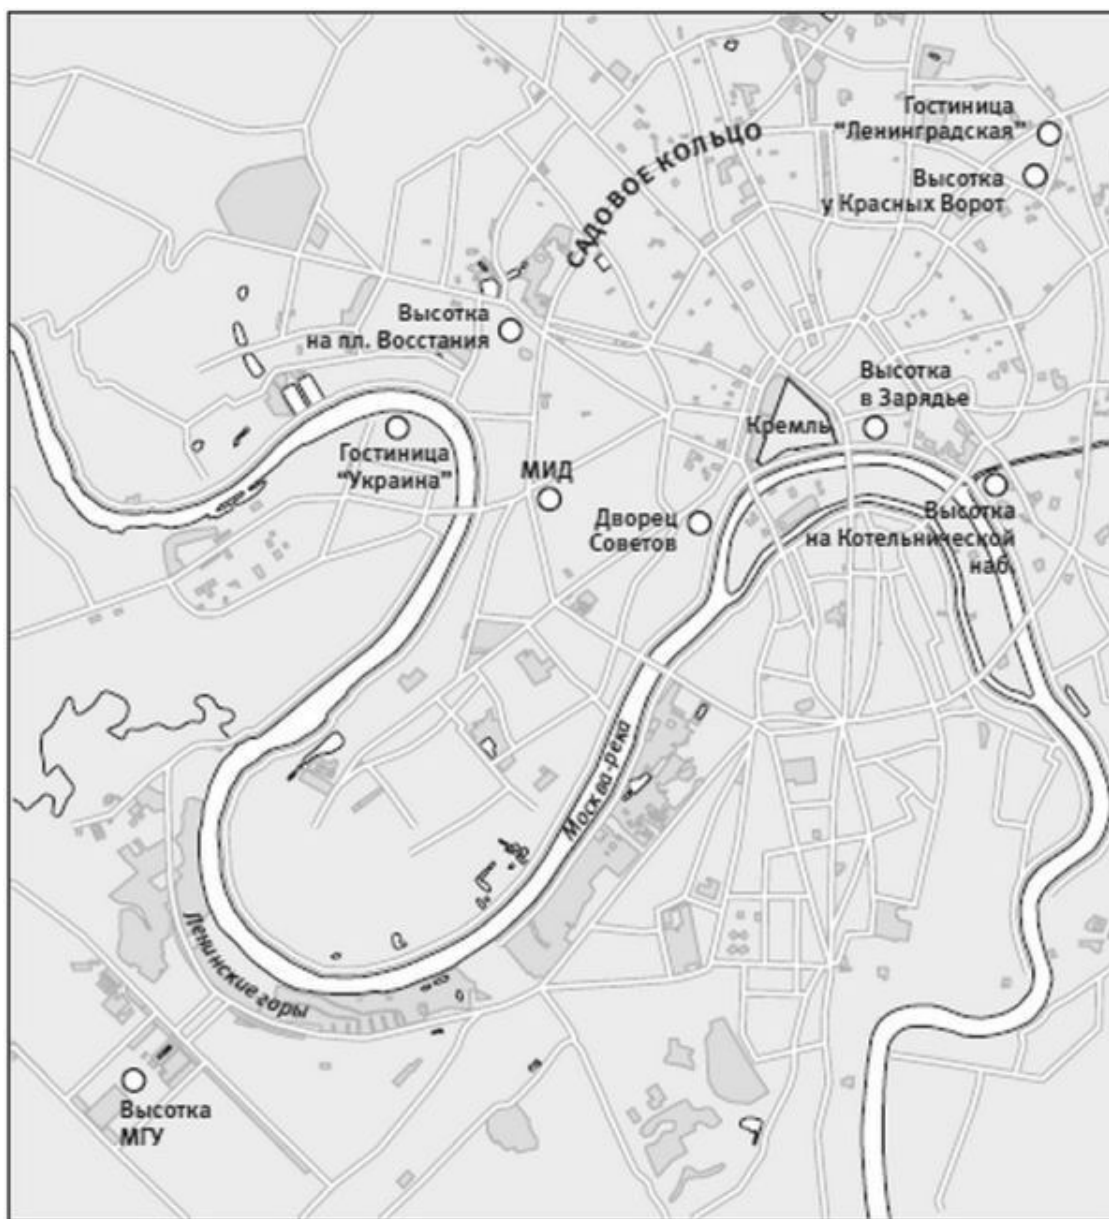 Гостиница
"Ленинградская"
Высотка
у Красных Ворот
САДОВОЕ КОЛЬЦО
Высотка
на пл. Восстания
Высотка
в Зарядье
Кремль
Гостиница
"Украина"
МИД
Дворец
Советов
Высотка
на Котельнической
наб.
Москва-река
Ленинские горы
Высотка
МГУ